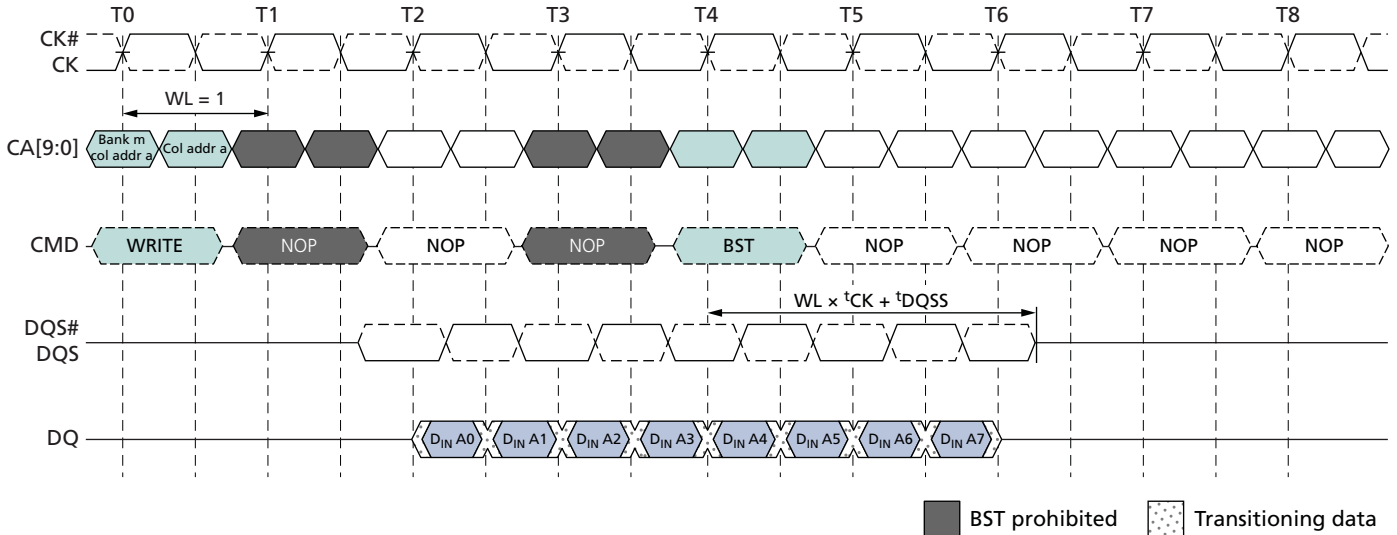 T0 T1 T2 T3 T4 T5 T6 T7 T8
CK#
CK
WL = 1
CA[9:0] Bank m col addr a Col addr a
CMD WRITE NOP NOP NOP BST NOP NOP NOP NOP
WL × tCK + tDQSS
DQS#
DQS
DQ DIN A0 DIN A1 DIN A2 DIN A3 DIN A4 DIN A5 DIN A6 DIN A7
BST prohibited Transitioning data